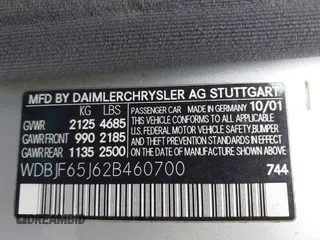 MFD BY DAIMLERCHRYSLER AG STUTTGART
KG LBS
PASSENGER CAR MADE IN GERMANY 10/01
GVWR 2125 4685
GAWR FRONT 990 2185
GAWR REAR 1135 2500
THIS VEHICLE CONFORMS TO ALL APPLICABLE
U.S. FEDERAL MOTOR VEHICLE SAFETY, BUMPER,
AND THEFT PREVENTION STANDARDS IN EFFECT ON
THE DATE OF MANUFACTURE SHOWN ABOVE.
WDBJF65J62B460700
744
DREAMBID